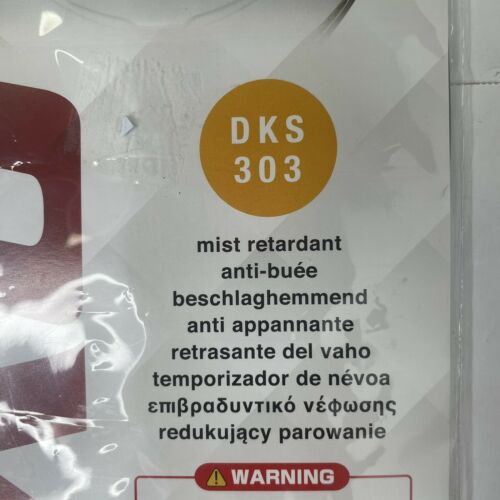 DKS
303
mist retardant
anti-buée
beschlaghemmend
anti appannante
retrasante del vaho
temporizador de névoa
επιβραδυντικό νέφωσης
redukujący parowanie
WARNING